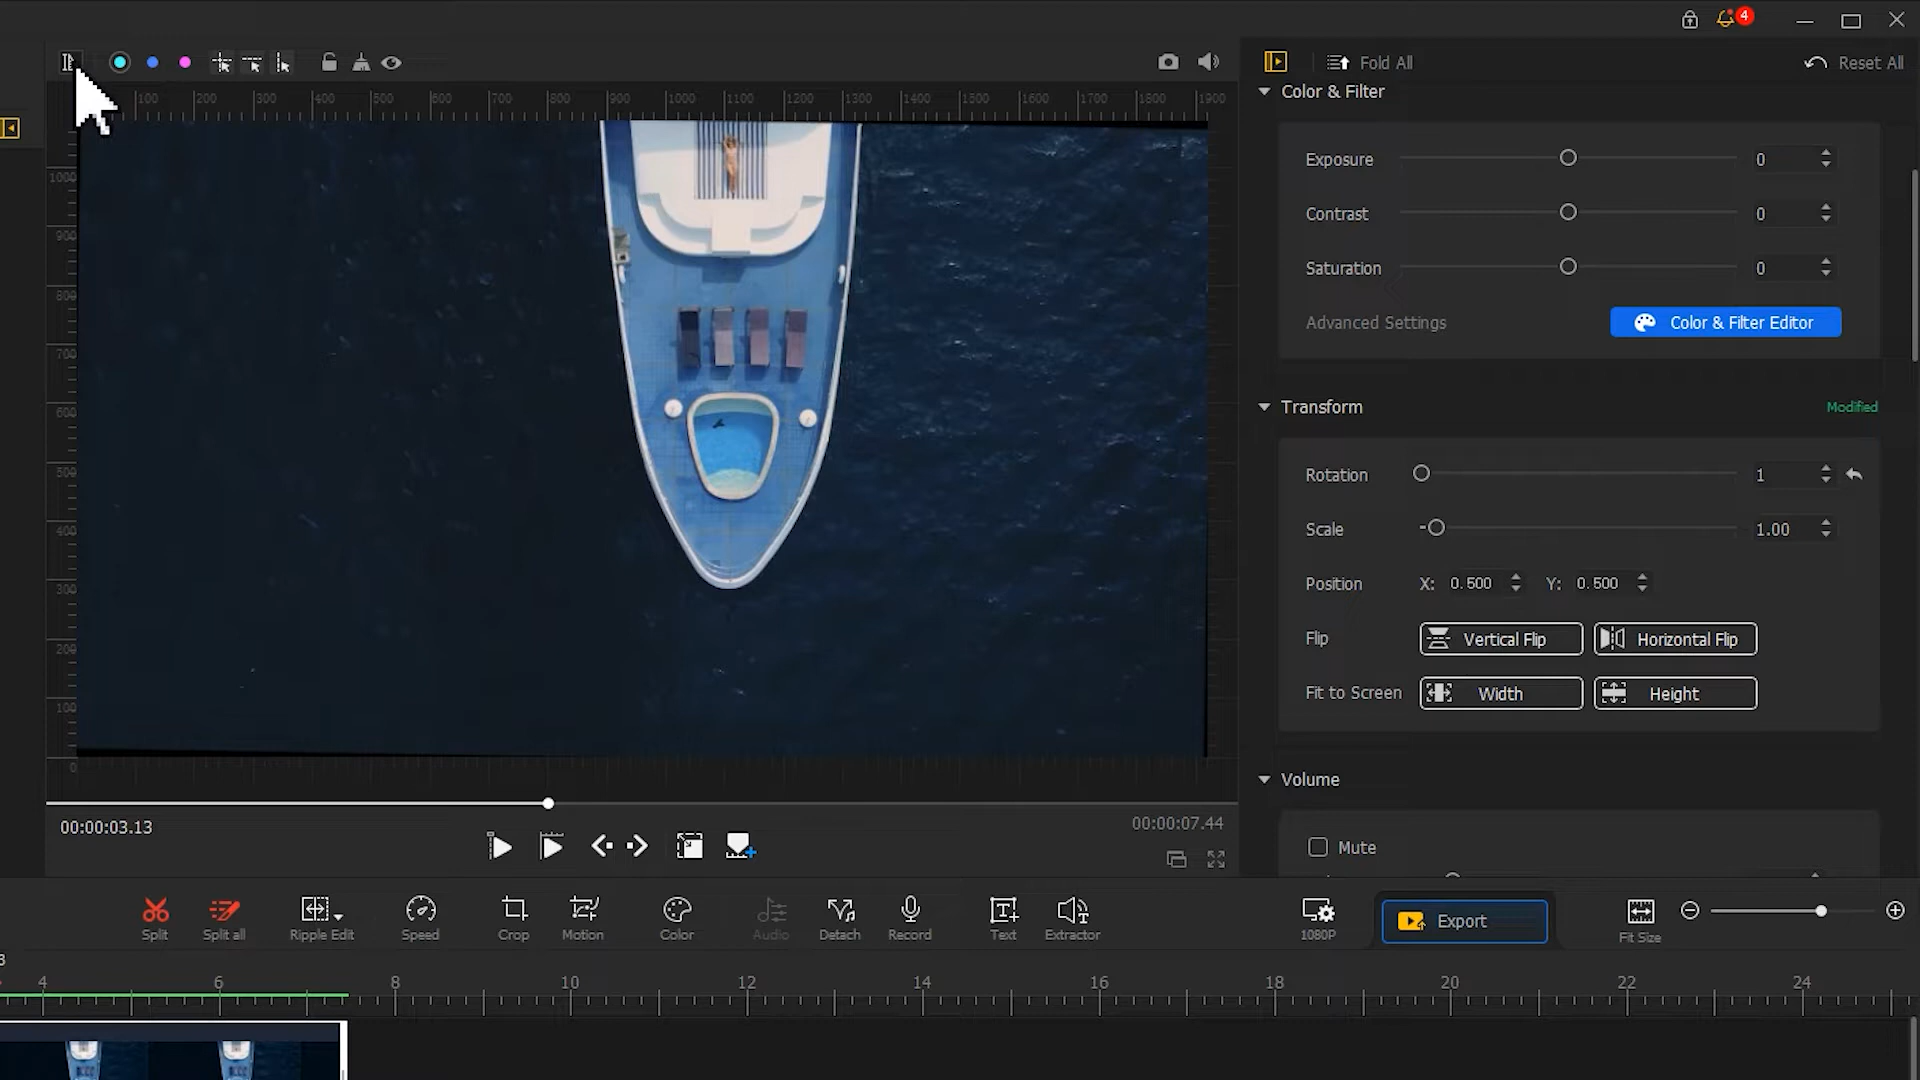 4
Fold All
Reset All
Color & Filter
100 200 300 400 500 600 700 800 900 1000 1100 1200 1300 1400 1500 1600 1700 1800 1900
1000
900
800
700
600
500
400
300
200
100
0
Exposure 0
Contrast 0
Saturation 0
Advanced Settings Color & Filter Editor
Transform Modified
Rotation 1
Scale 1.00
Position X: 0.500 Y: 0.500
Flip Vertical Flip Horizontal Flip
Fit to Screen Width Height
Volume
Mute
00:00:03.13 00:00:07.44
Split Split all Ripple Edit Speed Crop Motion Color Audio Detach Record Text Extractor 1080P Export Fit Size
3
4 6 8 10 12 14 16 18 20 22 24